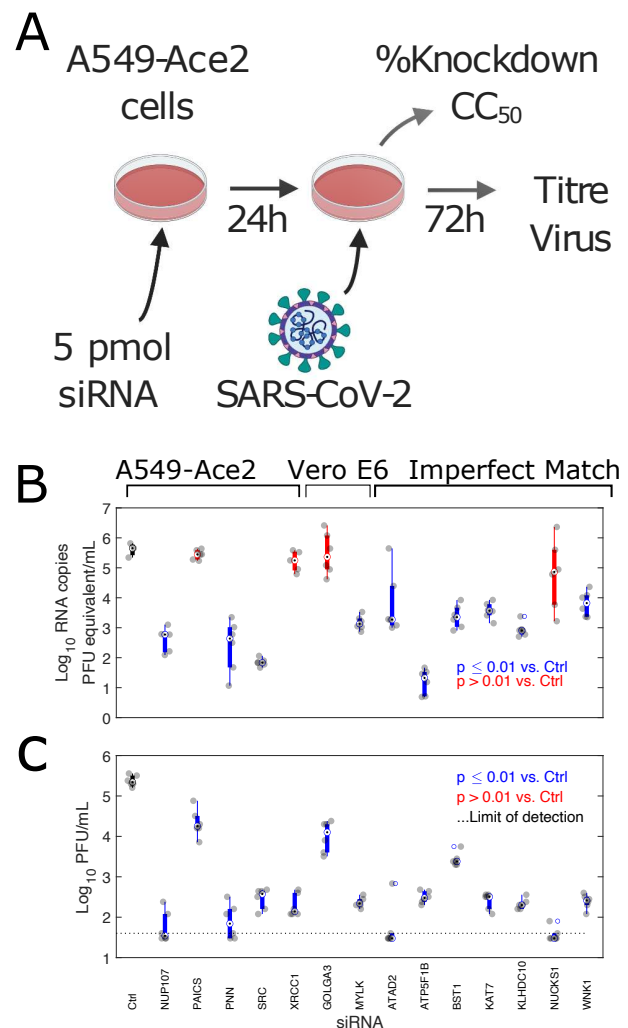 A
A549-Ace2
cells
%Knockdown
CC50
24h
72h
Titre
Virus
5 pmol
siRNA
SARS-CoV-2
B
A549-Ace2 Vero E6 Imperfect Match
Log10 RNA copies
PFU equivalent/mL
7
6
5
4
3
2
1
0
p ≤ 0.01 vs. Ctrl
p > 0.01 vs. Ctrl
C
Log10 PFU/mL
6
5
4
3
2
1
p ≤ 0.01 vs. Ctrl
p > 0.01 vs. Ctrl
...Limit of detection
Ctrl
NUP107
PAICS
PNN
SRC
XRCC1
GOLGA3
MYLK
ATAD2
ATP5F1B
BST1
KAT7
KLHDC10
NUCKS1
WNK1
siRNA